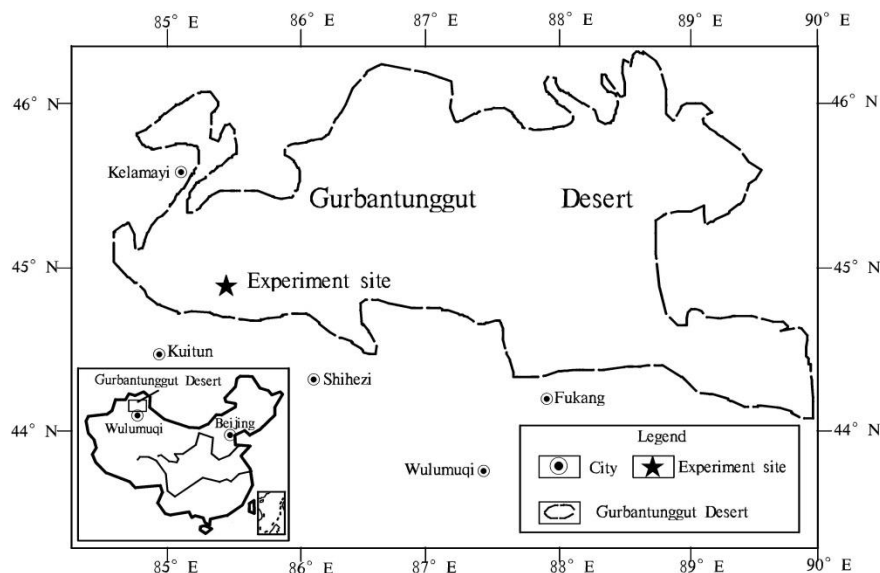 85° E 86° E 87° E 88° E 89° E 90° E
46° N 46° N
Kelamayi
Gurbantunggut Desert
45° N 45° N
Experiment site
Kuitun
Shihezi
Gurbantunggut Desert
Fukang
Wulumuqi
Beijing
44° N 44° N
Legend
Wulumuqi
City
Experiment site
Gurbantunggut Desert
85° E 86° E 87° E 88° E 89° E 90° E